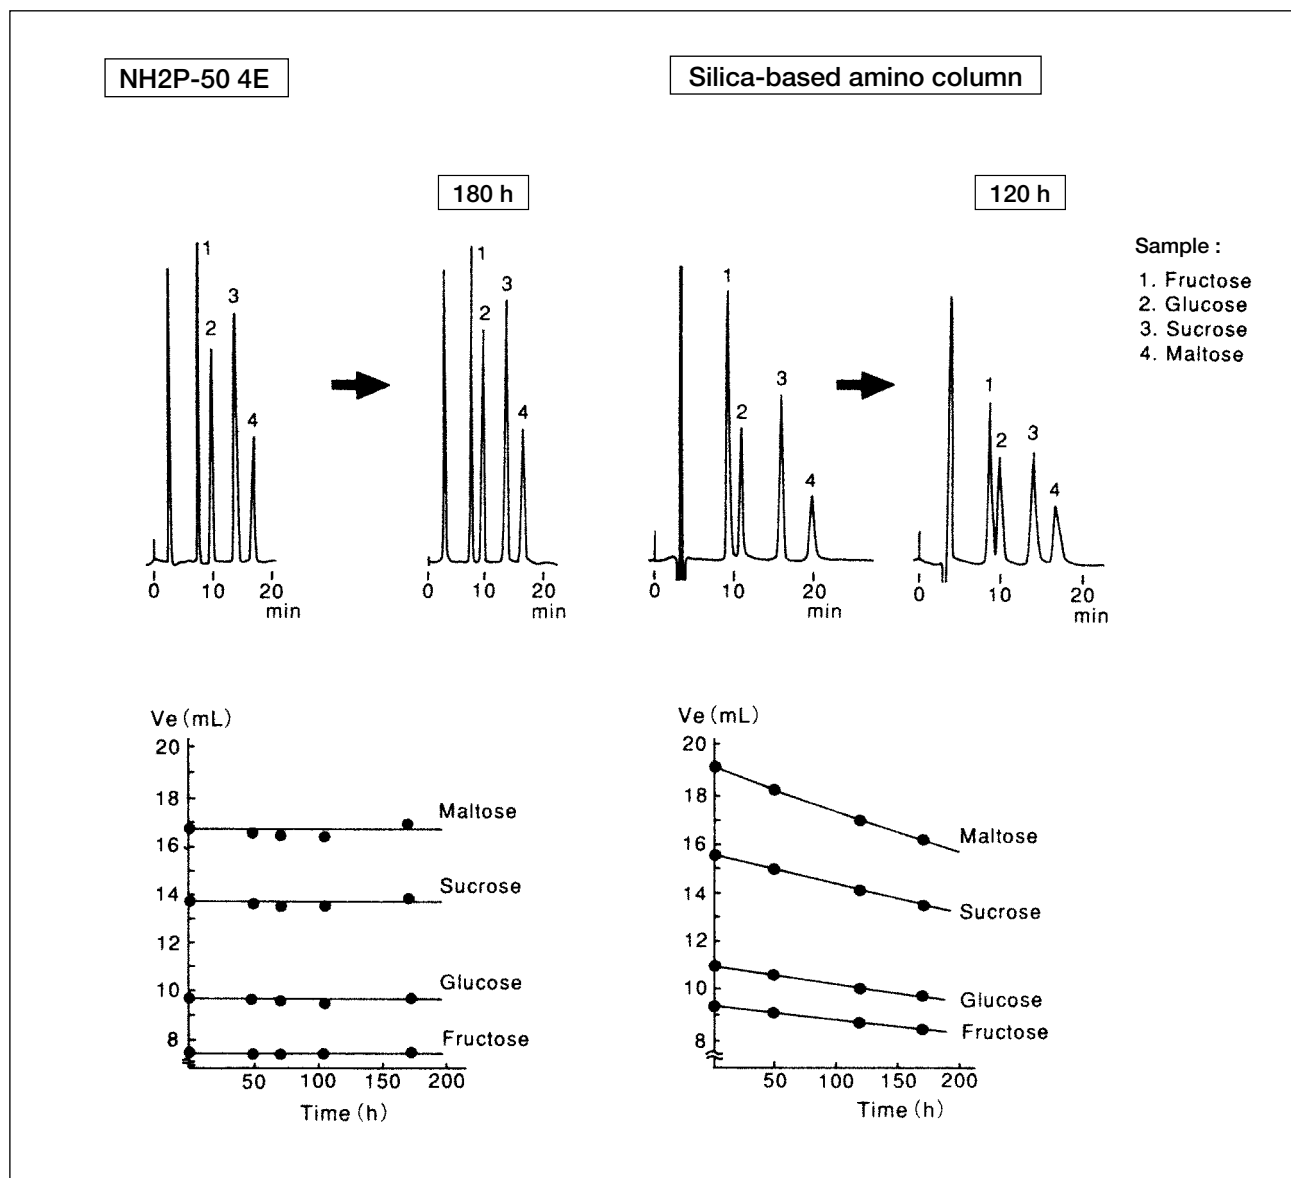 NH2P-50 4E
Silica-based amino column
180 h
120 h
Sample :
1. Fructose
2. Glucose
3. Sucrose
4. Maltose
1
2
3
4
0 10 20
min
1
2
3
4
0 10 20
min
1
2
3
4
0 10 20
min
1
2
3
4
0 10 20
min
Ve (mL)
20
18
16
14
12
10
8
Maltose
Sucrose
Glucose
Fructose
50 100 150 200
Time (h)
Ve (mL)
20
18
16
14
12
10
8
Maltose
Sucrose
Glucose
Fructose
50 100 150 200
Time (h)